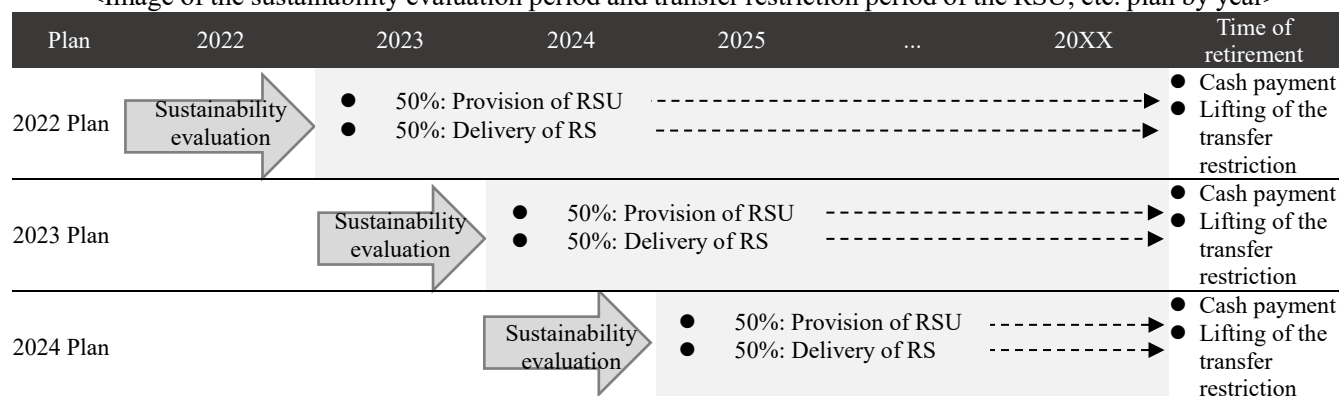 <Image of the sustainability evaluation period and transfer restriction period of the RSU, etc. plan by year>
Plan 2022 2023 2024 2025 ... 20XX Time of retirement
2022 Plan
Sustainability
evaluation
● 50%: Provision of RSU
● 50%: Delivery of RS
● Cash payment
● Lifting of the
transfer
restriction
2023 Plan
Sustainability
evaluation
● 50%: Provision of RSU
● 50%: Delivery of RS
● Cash payment
● Lifting of the
transfer
restriction
2024 Plan
Sustainability
evaluation
● 50%: Provision of RSU
● 50%: Delivery of RS
● Cash payment
● Lifting of the
transfer
restriction